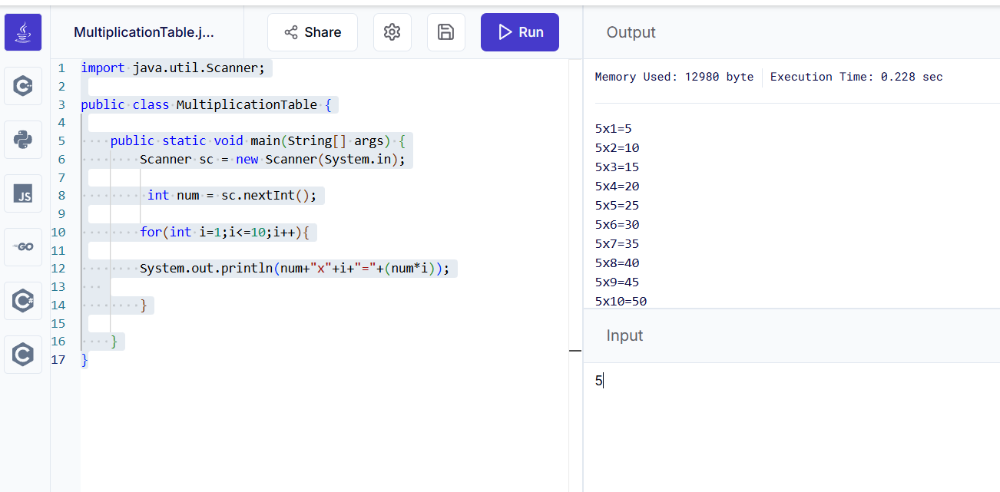 MultiplicationTable.j...
Share
Run
Output
Memory Used: 12980 byte
Execution Time: 0.228 sec
1 import java.util.Scanner;
2
3 public class MultiplicationTable {
4
5     public static void main(String[] args) {
6         Scanner sc = new Scanner(System.in);
7
8          int num = sc.nextInt();
9
10         for(int i=1;i<=10;i++){
11
12         System.out.println(num+"x"+i+"="+(num*i));
13
14         }
15
16     }
17 }
5x1=5
5x2=10
5x3=15
5x4=20
5x5=25
5x6=30
5x7=35
5x8=40
5x9=45
5x10=50
Input
5
C++
JS
GO
C#
C